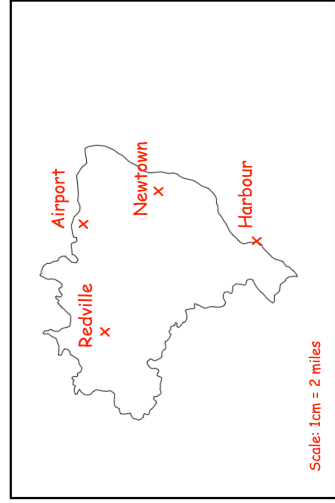 Airport
Newtown
Harbour
Redville
Scale: 1cm = 2 miles